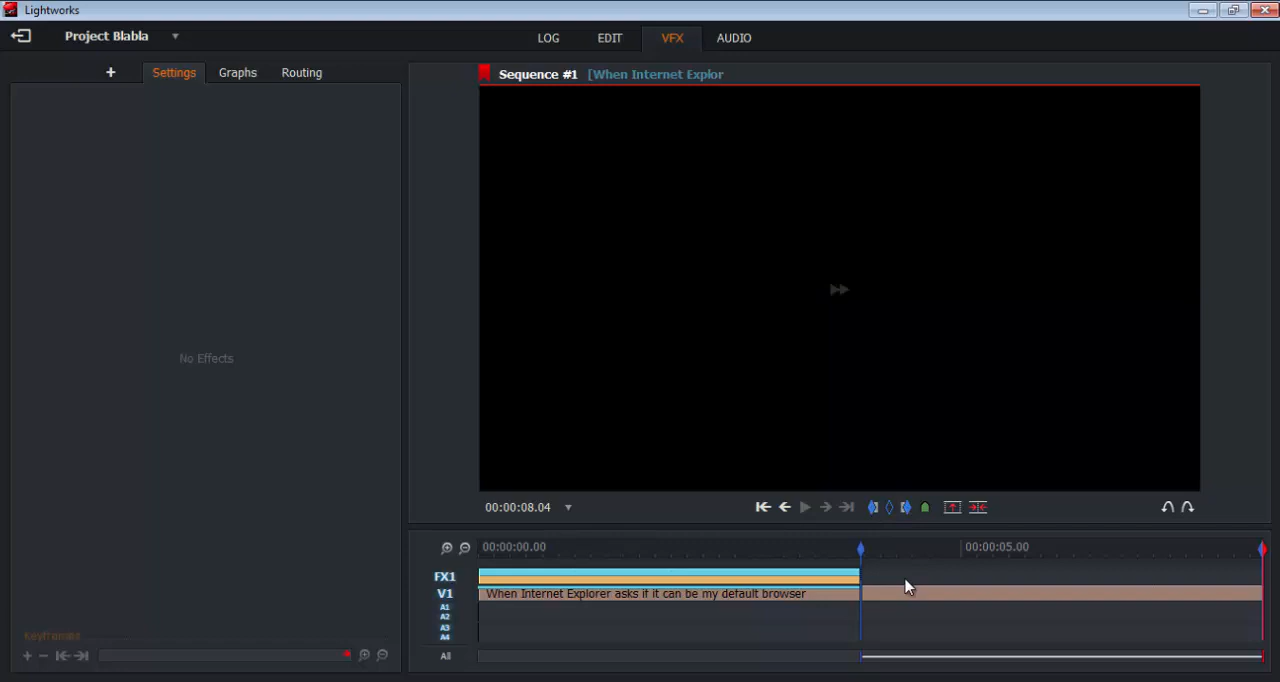 Lightworks
Project Blabla
LOG EDIT VFX AUDIO
+ Settings Graphs Routing
Sequence #1 [When Internet Explor
No Effects
00:00:08.04
00:00:00.00 00:00:05.00
FX1
V1 When Internet Explorer asks if it can be my default browser
A1
A2
A3
A4
Keyframes
All